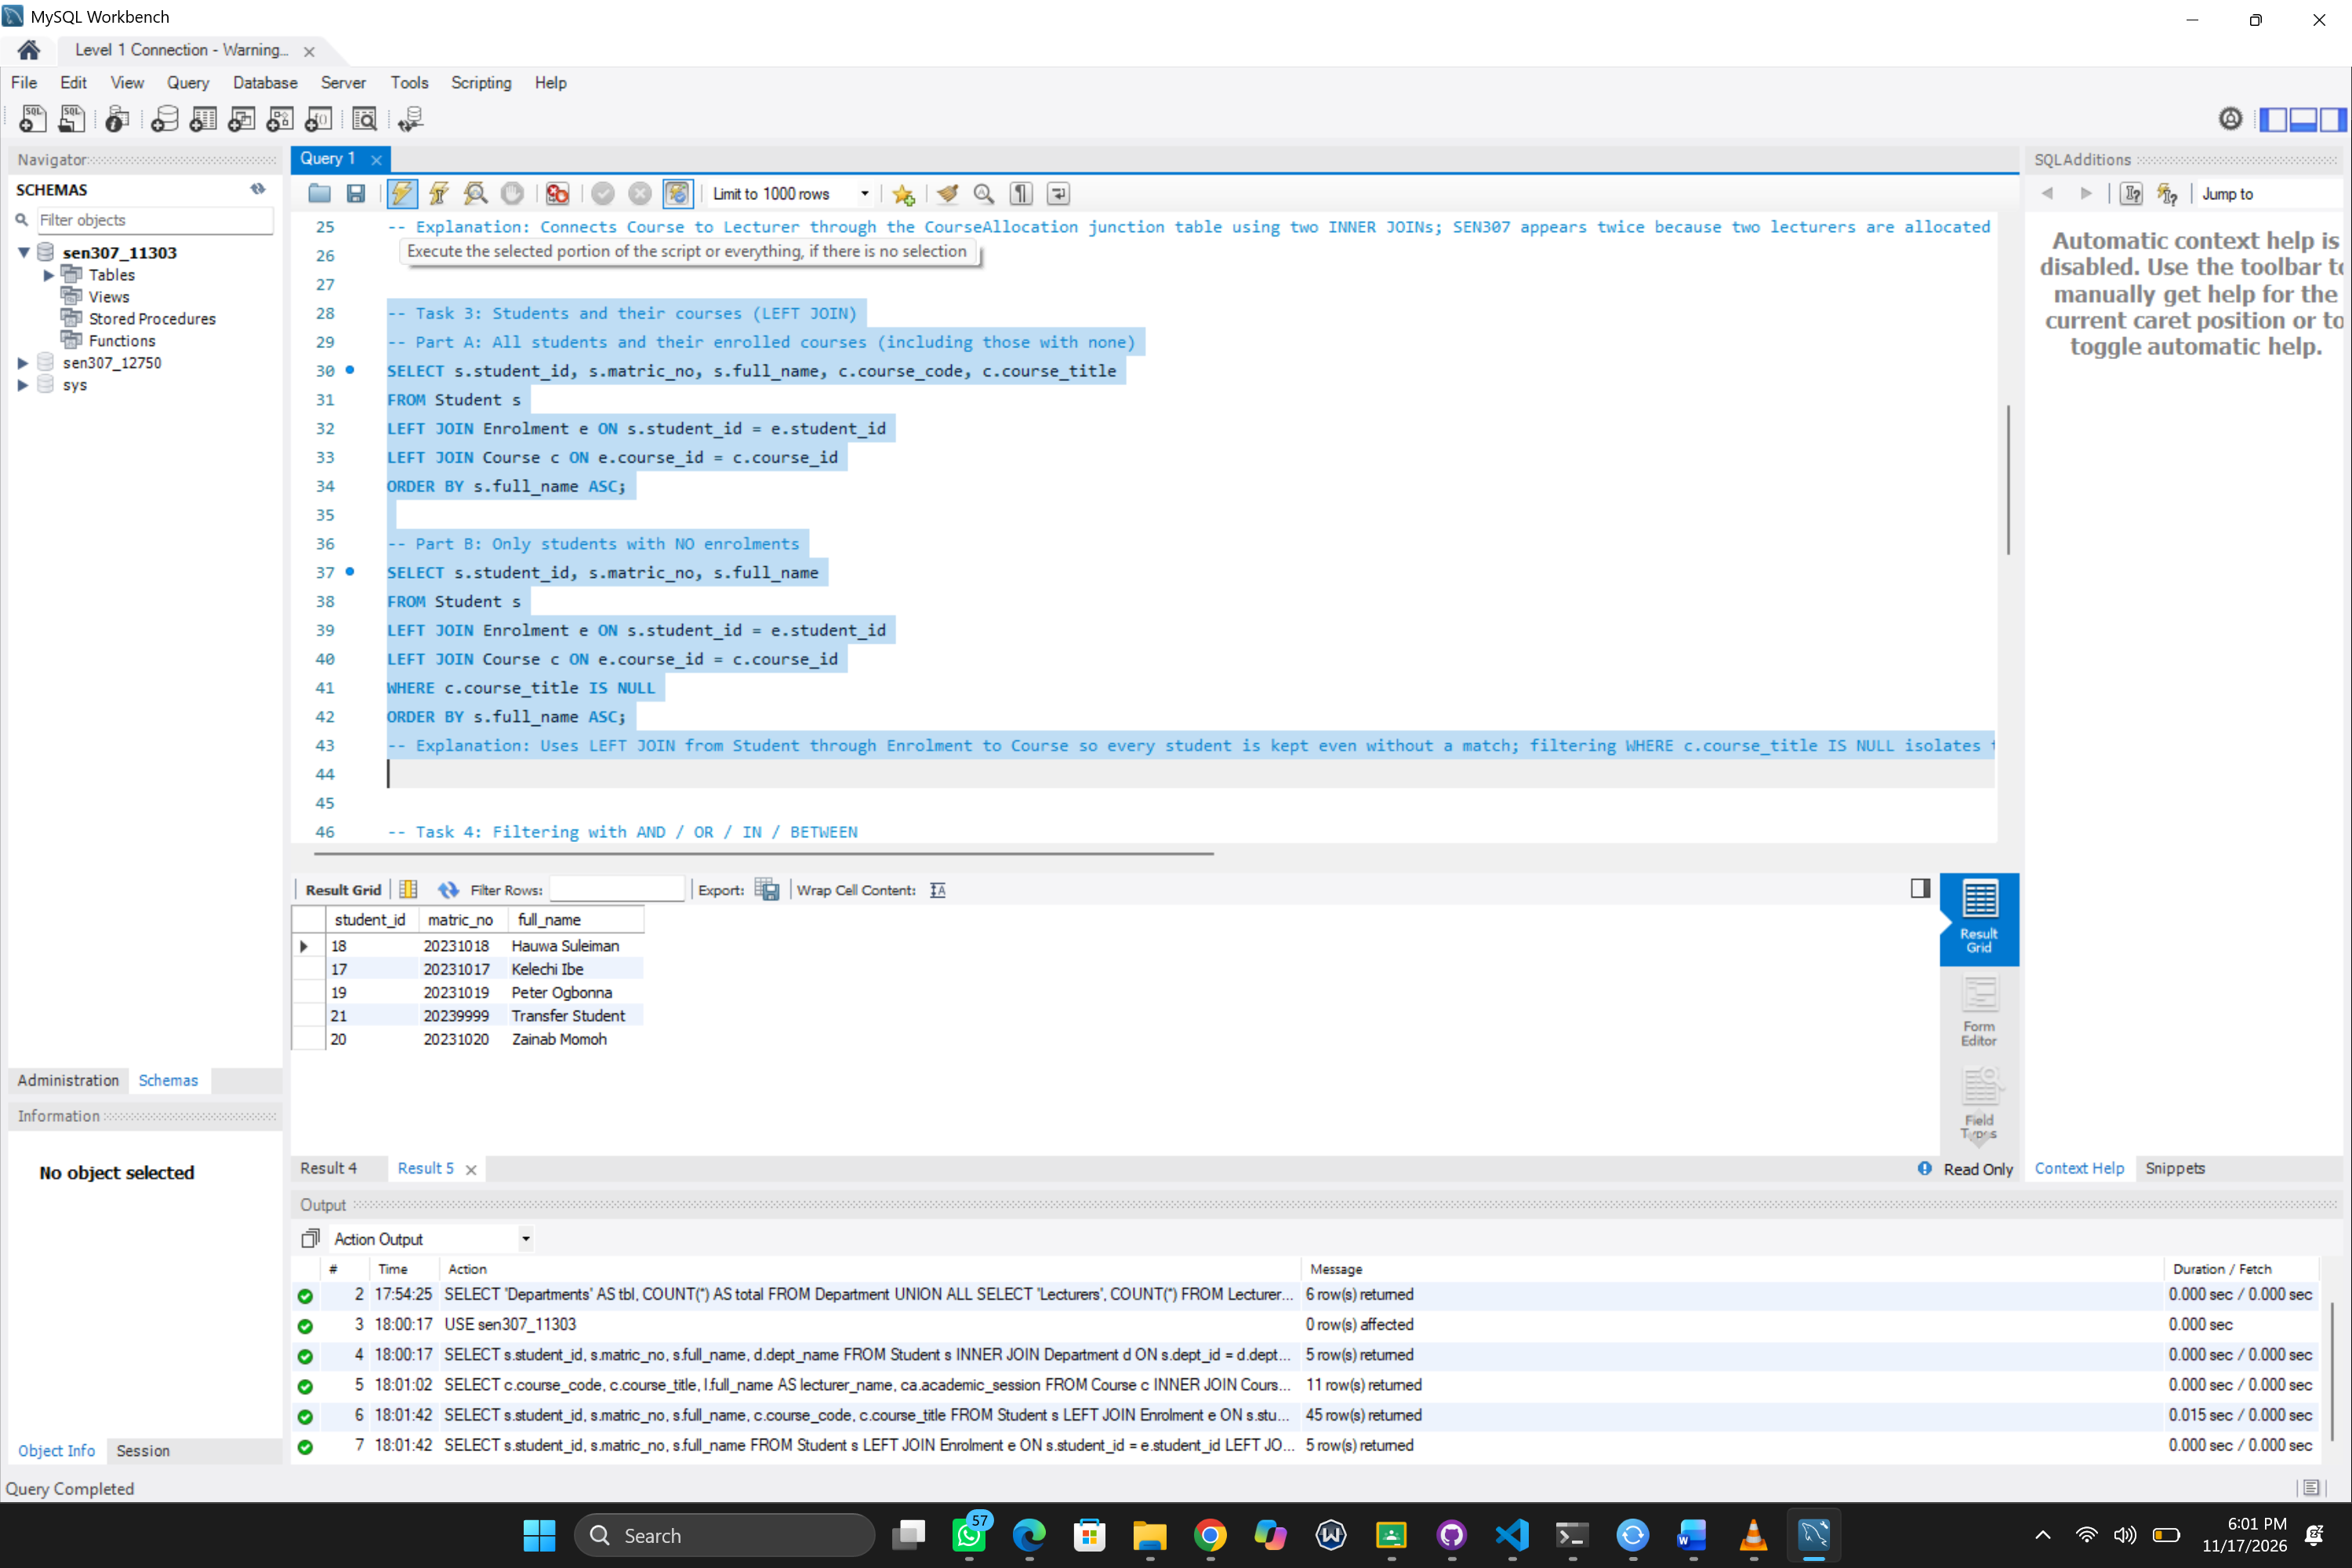 MySQL Workbench
Level 1 Connection - Warning...
File Edit View Query Database Server Tools Scripting Help
Navigator
SCHEMAS
Filter objects
sen307_11303
Tables
Views
Stored Procedures
Functions
sen307_12750
sys
Administration Schemas
Information
No object selected
Object Info Session
Query 1
Limit to 1000 rows
25 -- Explanation: Connects Course to Lecturer through the CourseAllocation junction table using two INNER JOINs; SEN307 appears twice because two lecturers are allocated
26
Execute the selected portion of the script or everything, if there is no selection
27
28 -- Task 3: Students and their courses (LEFT JOIN)
29 -- Part A: All students and their enrolled courses (including those with none)
30 SELECT s.student_id, s.matric_no, s.full_name, c.course_code, c.course_title
31 FROM Student s
32 LEFT JOIN Enrolment e ON s.student_id = e.student_id
33 LEFT JOIN Course c ON e.course_id = c.course_id
34 ORDER BY s.full_name ASC;
35
36 -- Part B: Only students with NO enrolments
37 SELECT s.student_id, s.matric_no, s.full_name
38 FROM Student s
39 LEFT JOIN Enrolment e ON s.student_id = e.student_id
40 LEFT JOIN Course c ON e.course_id = c.course_id
41 WHERE c.course_title IS NULL
42 ORDER BY s.full_name ASC;
43 -- Explanation: Uses LEFT JOIN from Student through Enrolment to Course so every student is kept even without a match; filtering WHERE c.course_title IS NULL isolates
44
45
46 -- Task 4: Filtering with AND / OR / IN / BETWEEN
Result Grid Filter Rows: Export: Wrap Cell Content:
student_id matric_no full_name
18 20231018 Hauwa Suleiman
17 20231017 Kelechi Ibe
19 20231019 Peter Ogbonna
21 20239999 Transfer Student
20 20231020 Zainab Momoh
Result Grid
Form Editor
Field Types
Result 4 Result 5
Read Only
SQLAdditions
Jump to
Automatic context help is
disabled. Use the toolbar to
manually get help for the
current caret position or to
toggle automatic help.
Context Help Snippets
Output
Action Output
# Time Action Message Duration / Fetch
2 17:54:25 SELECT 'Departments' AS tbl, COUNT(*) AS total FROM Department UNION ALL SELECT 'Lecturers', COUNT(*) FROM Lecturer... 6 row(s) returned 0.000 sec / 0.000 sec
3 18:00:17 USE sen307_11303 0 row(s) affected 0.000 sec
4 18:00:17 SELECT s.student_id, s.matric_no, s.full_name, d.dept_name FROM Student s INNER JOIN Department d ON s.dept_id = d.dept... 5 row(s) returned 0.000 sec / 0.000 sec
5 18:01:02 SELECT c.course_code, c.course_title, l.full_name AS lecturer_name, ca.academic_session FROM Course c INNER JOIN Cours... 11 row(s) returned 0.000 sec / 0.000 sec
6 18:01:42 SELECT s.student_id, s.matric_no, s.full_name, c.course_code, c.course_title FROM Student s LEFT JOIN Enrolment e ON s.stu... 45 row(s) returned 0.015 sec / 0.000 sec
7 18:01:42 SELECT s.student_id, s.matric_no, s.full_name FROM Student s LEFT JOIN Enrolment e ON s.student_id = e.student_id LEFT JO... 5 row(s) returned 0.000 sec / 0.000 sec
Query Completed
Search
57
6:01 PM
11/17/2026